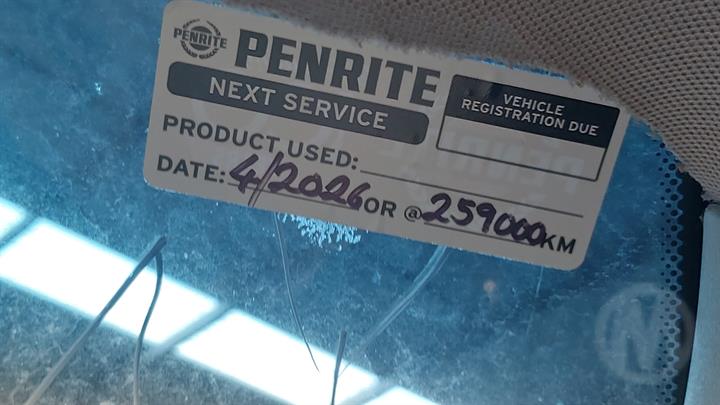 PENRITE
PENRITE
NEXT SERVICE
VEHICLE
REGISTRATION DUE
PRODUCT USED:
DATE: 4/2026 OR @ 259000 KM
M